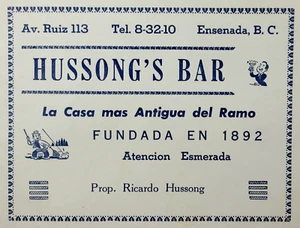 Av. Ruiz 113 Tel. 8-32-10 Ensenada, B. C.
HUSSONG'S BAR
La Casa mas Antigua del Ramo
FUNDADA EN 1892
Atencion Esmerada
Prop. Ricardo Hussong